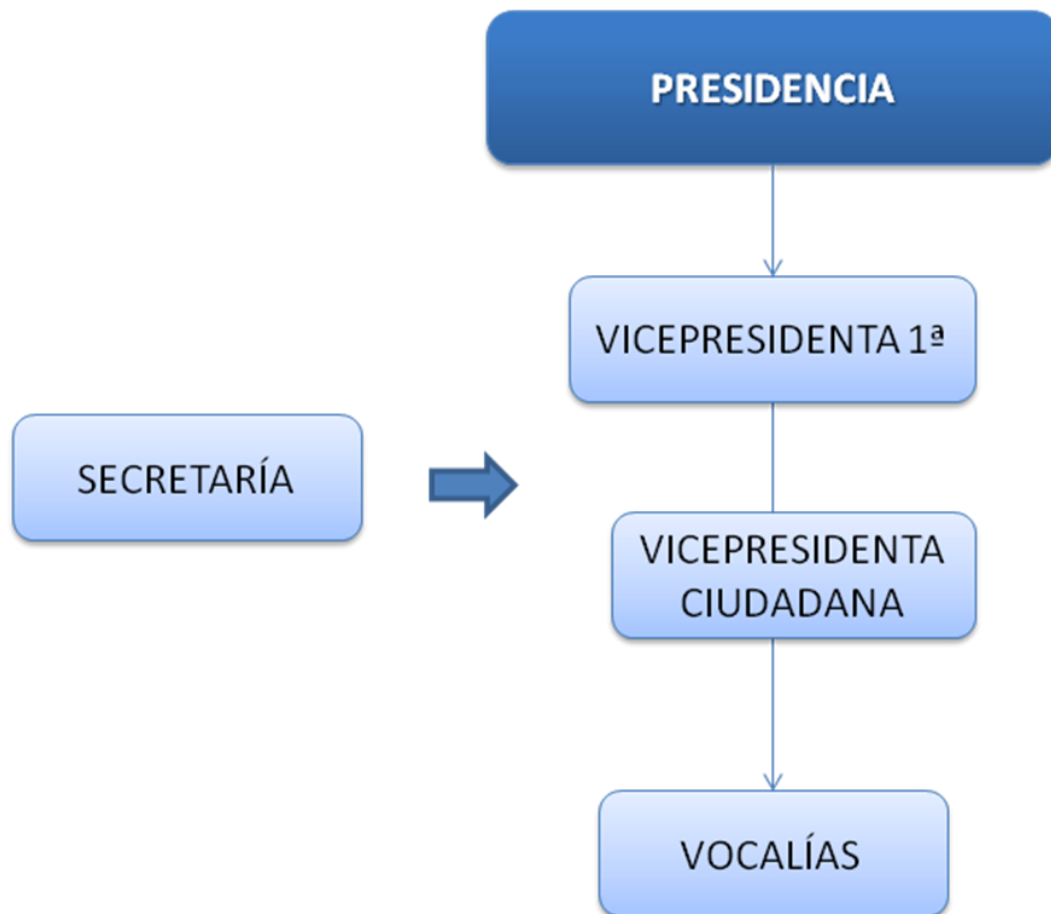 PRESIDENCIA
VICEPRESIDENTA 1ª
SECRETARÍA
VICEPRESIDENTA
CIUDADANA
VOCALÍAS